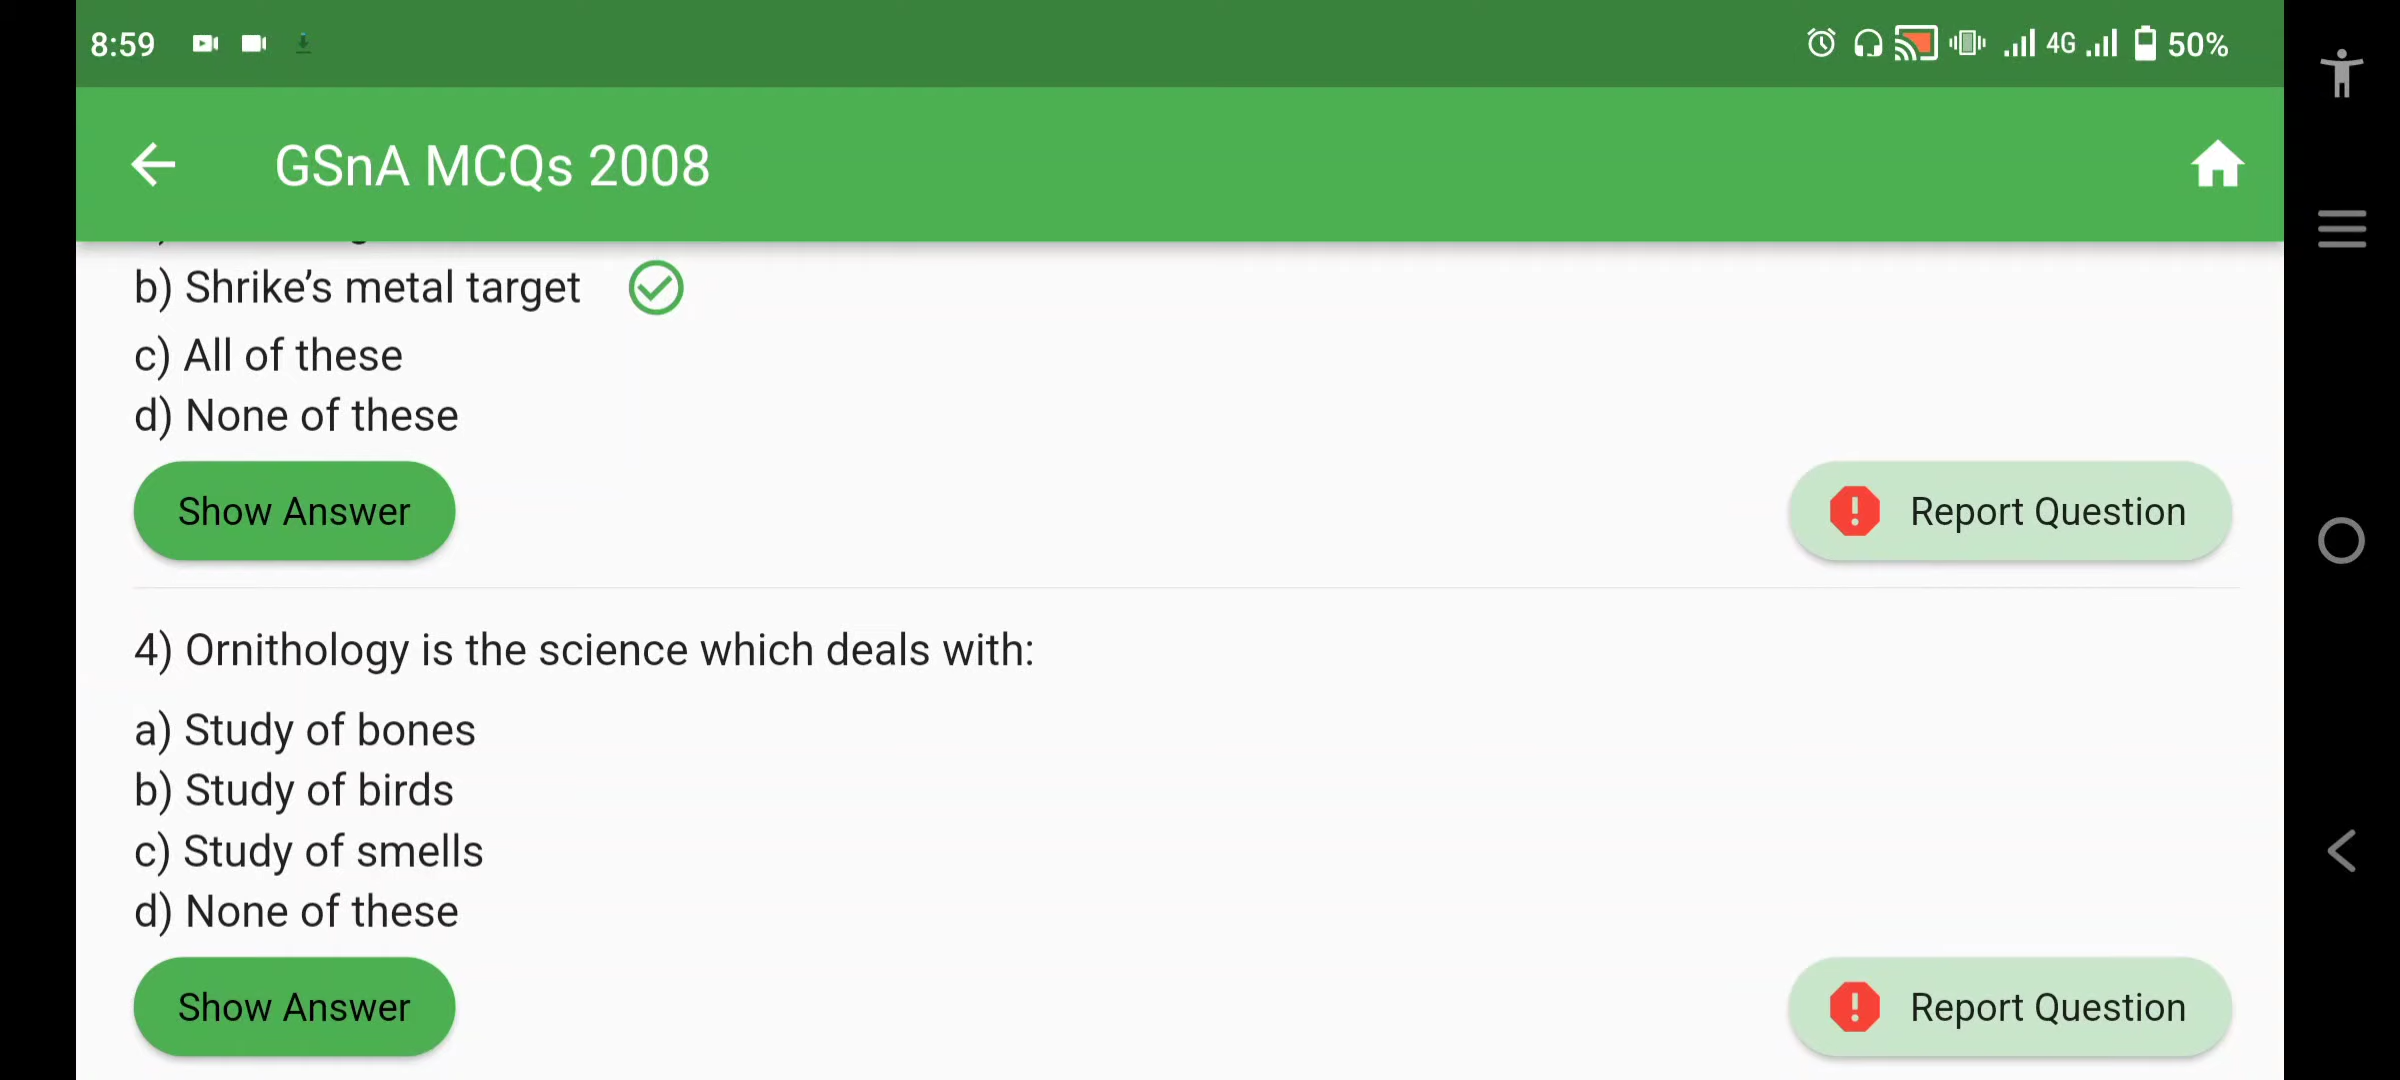 8:59
4G
50%
GSnA MCQs 2008
b) Shrike’s metal target
c) All of these
d) None of these
Show Answer
Report Question
4) Ornithology is the science which deals with:
a) Study of bones
b) Study of birds
c) Study of smells
d) None of these
Show Answer
Report Question